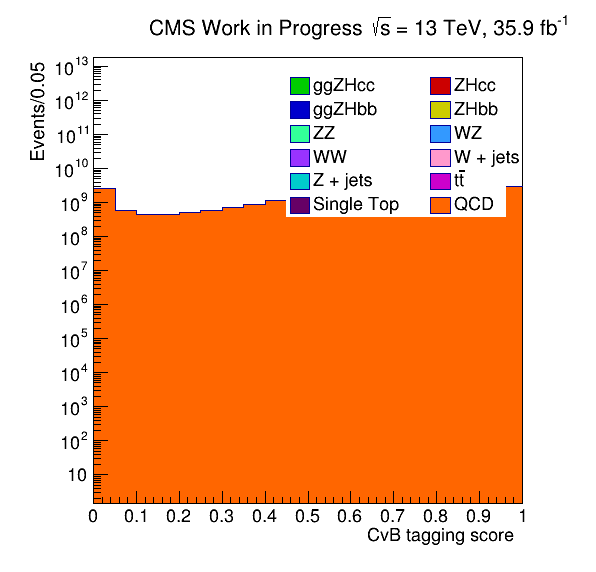 CMS Work in Progress √s = 13 TeV, 35.9 fb⁻¹
Events/0.05
10¹³
10¹²
10¹¹
10¹⁰
10⁹
10⁸
10⁷
10⁶
10⁵
10⁴
10³
10²
10
ggZHcc ZHcc
ggZHbb ZHbb
ZZ WZ
WW W + jets
Z + jets tt̄
Single Top QCD
0 0.1 0.2 0.3 0.4 0.5 0.6 0.7 0.8 0.9 1
CvB tagging score